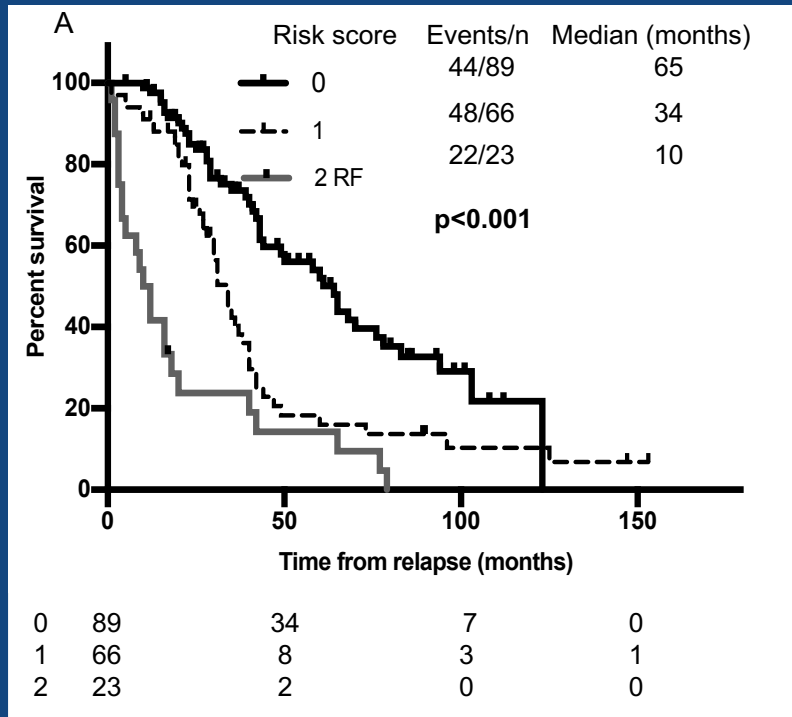 A
Risk score Events/n Median (months)
0 44/89 65
1 48/66 34
2 RF 22/23 10
p<0.001
Percent survival
100
80
60
40
20
0
0 50 100 150
Time from relapse (months)
0 89 34 7 0
1 66 8 3 1
2 23 2 0 0